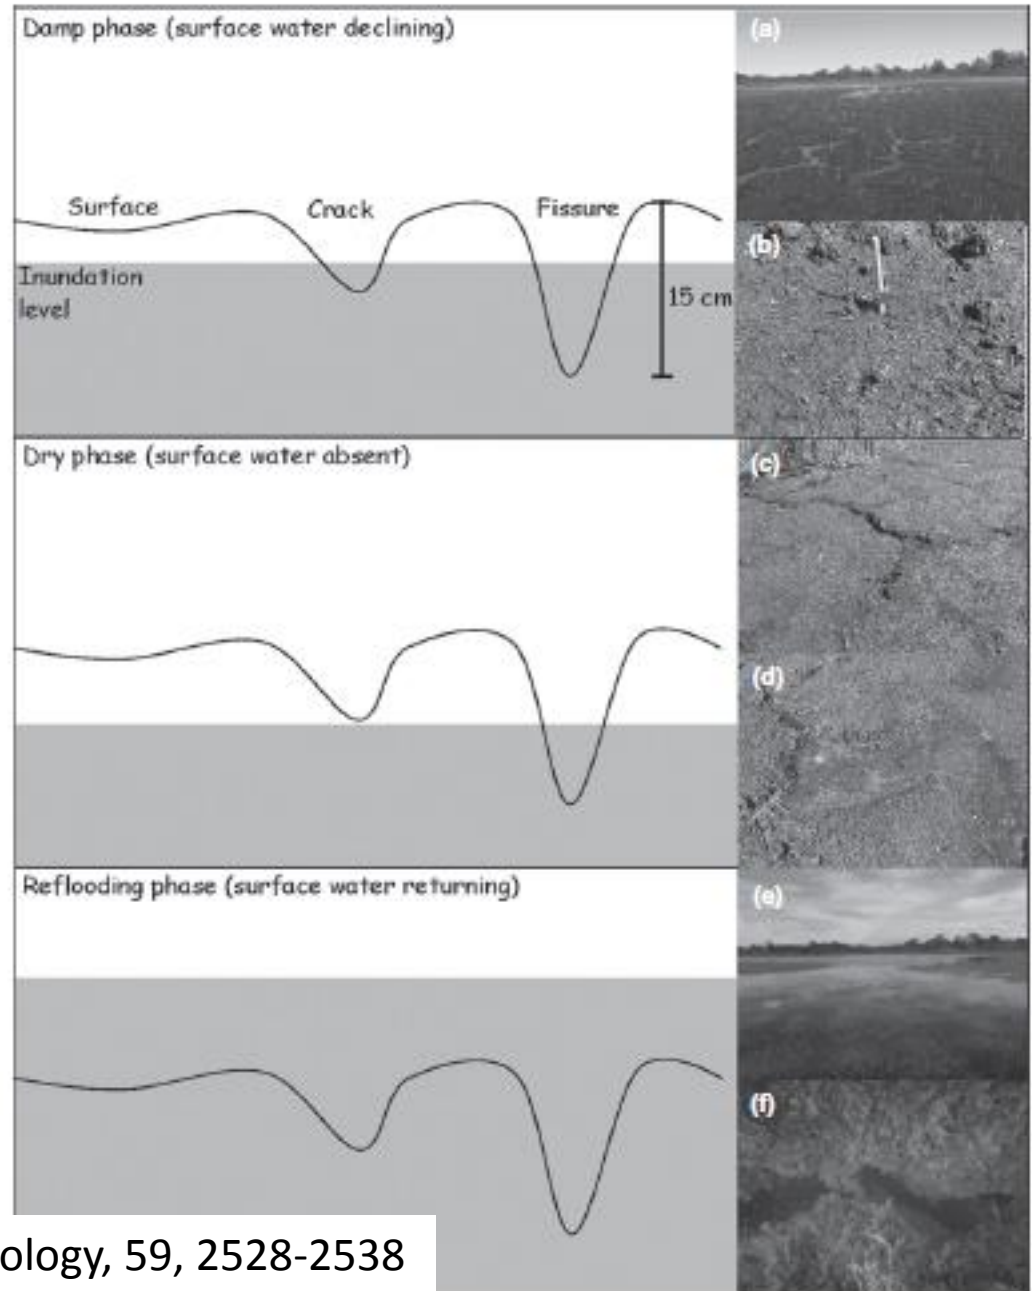 Damp phase (surface water declining)
(a)
Surface
Crack
Fissure
(b)
Inundation
level
15 cm
Dry phase (surface water absent)
(c)
(d)
Reflooding phase (surface water returning)
(e)
(f)
ology, 59, 2528-2538